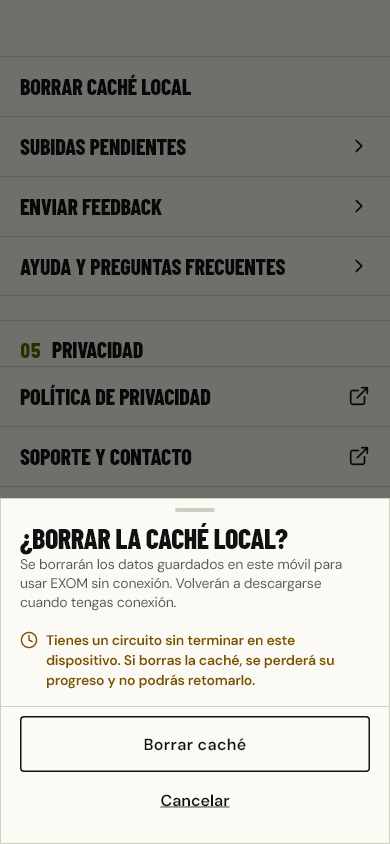 BORRAR CACHÉ LOCAL
SUBIDAS PENDIENTES
ENVIAR FEEDBACK
AYUDA Y PREGUNTAS FRECUENTES
05 PRIVACIDAD
POLÍTICA DE PRIVACIDAD
SOPORTE Y CONTACTO
¿BORRAR LA CACHÉ LOCAL?
Se borrarán los datos guardados en este móvil para
usar EXOM sin conexión. Volverán a descargarse
cuando tengas conexión.
Tienes un circuito sin terminar en este
dispositivo. Si borras la caché, se perderá su
progreso y no podrás retomarlo.
Borrar caché
Cancelar